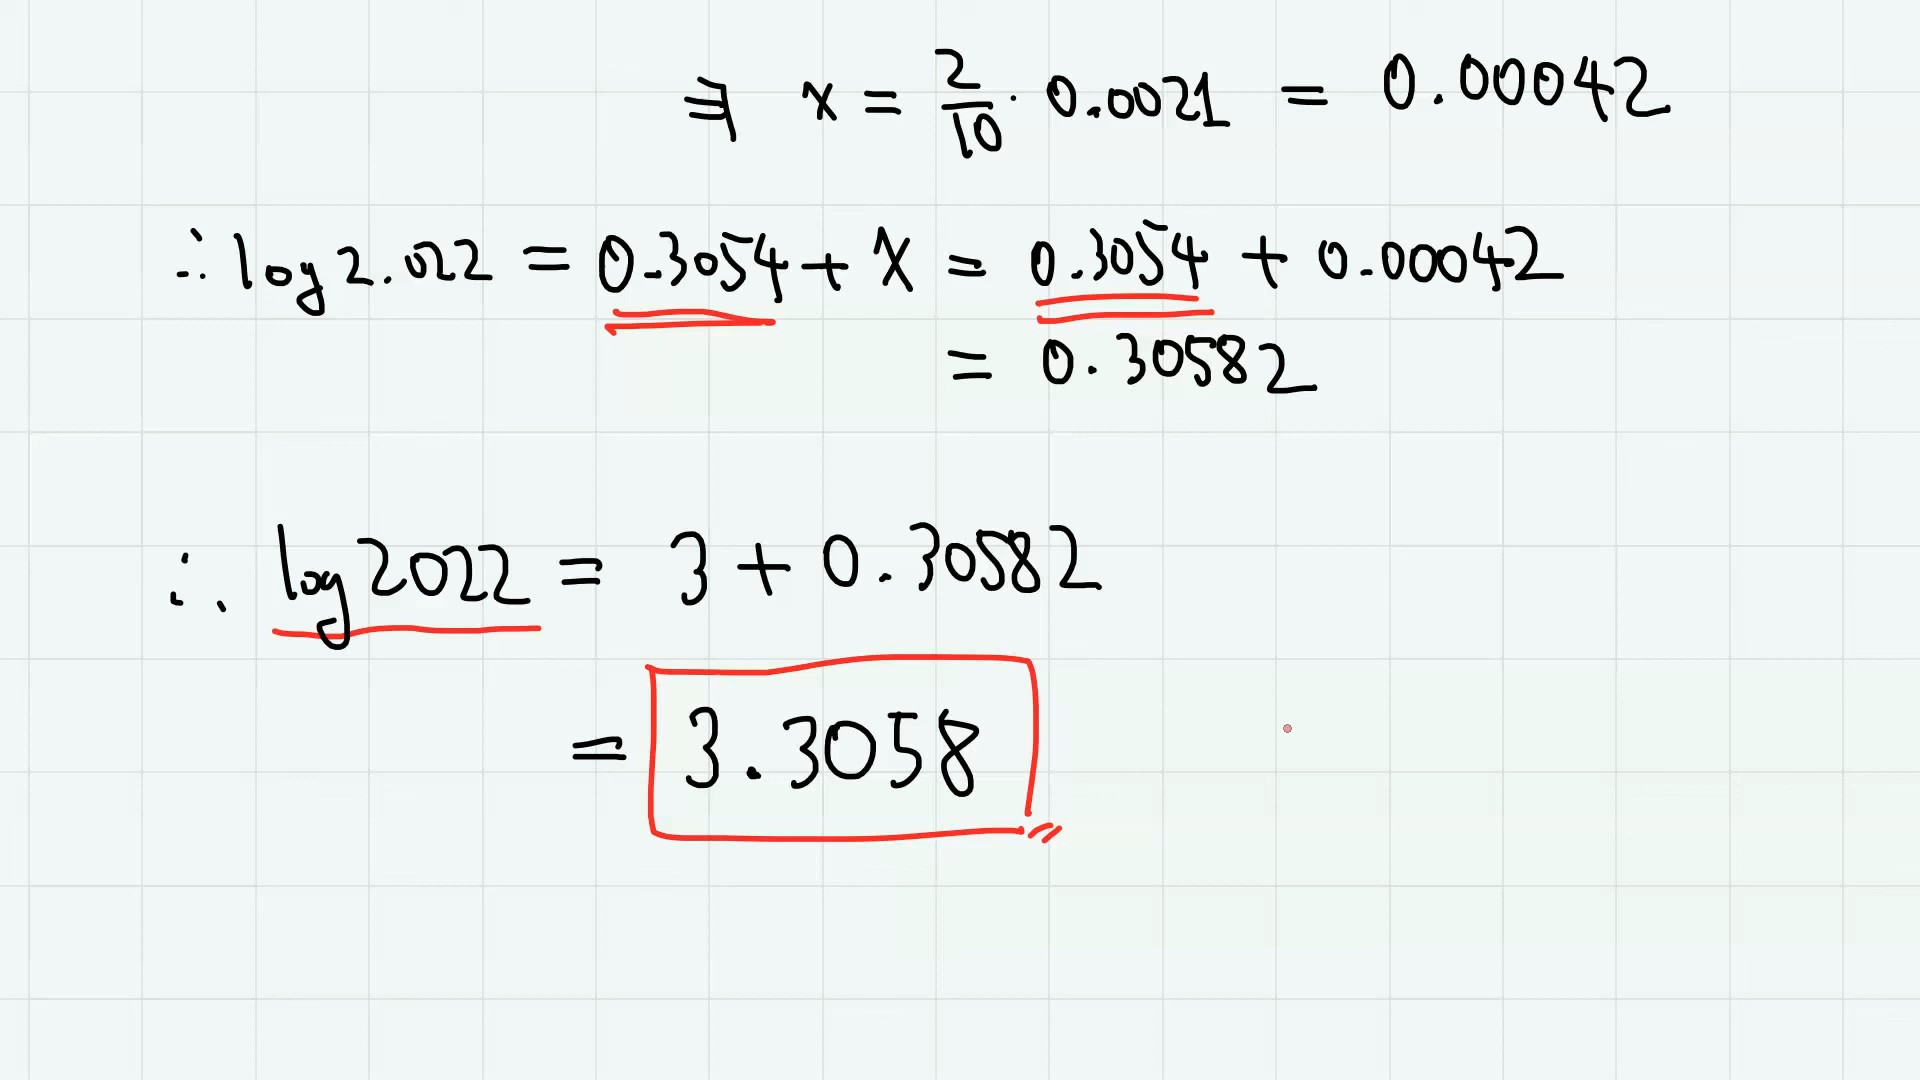 ⇒ x = 2/10 · 0.0021 = 0.00042
∴ log 2.022 = 0.3054 + x = 0.3054 + 0.00042
= 0.30582
∴ log 2022 = 3 + 0.30582
= 3.3058